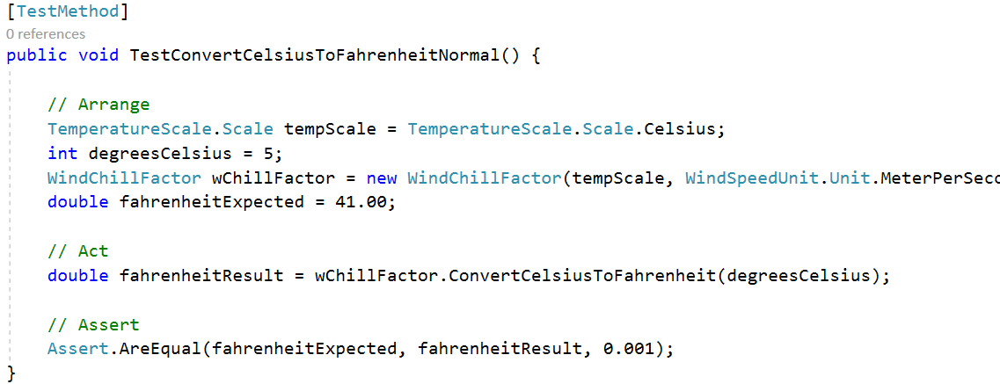 [TestMethod]
0 references
public void TestConvertCelsiusToFahrenheitNormal() {
// Arrange
TemperatureScale.Scale tempScale = TemperatureScale.Scale.Celsius;
int degreesCelsius = 5;
WindChillFactor wChillFactor = new WindChillFactor(tempScale, WindSpeedUnit.Unit.MeterPerSec
double fahrenheitExpected = 41.00;
// Act
double fahrenheitResult = wChillFactor.ConvertCelsiusToFahrenheit(degreesCelsius);
// Assert
Assert.AreEqual(fahrenheitExpected, fahrenheitResult, 0.001);
}